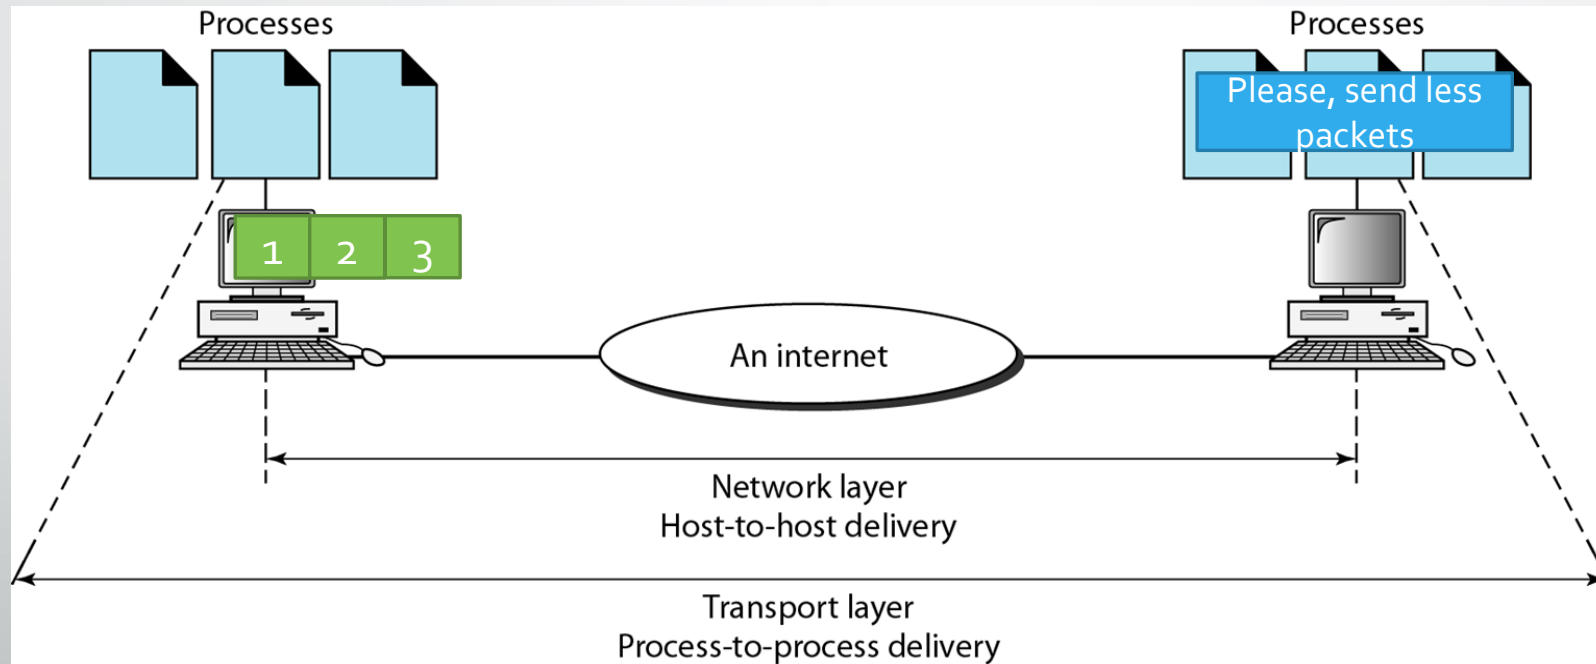 Processes
Processes
Please, send less
packets
1 2 3
An internet
Network layer
Host-to-host delivery
Transport layer
Process-to-process delivery